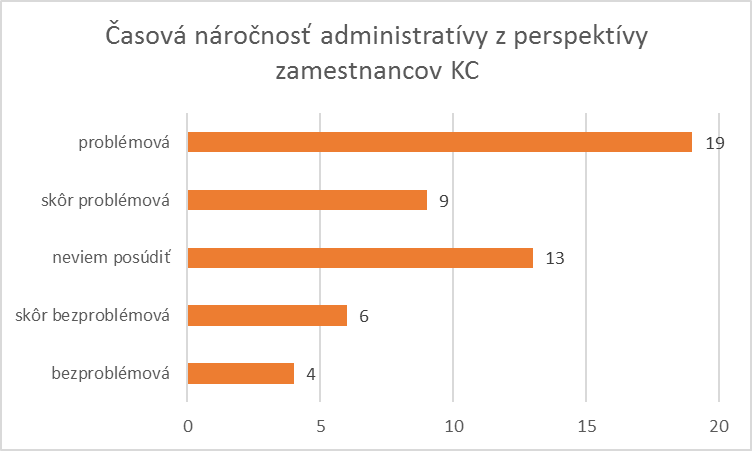 Časová náročnosť administratívy z perspektívy
zamestnancov KC
problémová 19
skôr problémová 9
neviem posúdiť 13
skôr bezproblémová 6
bezproblémová 4
0 5 10 15 20